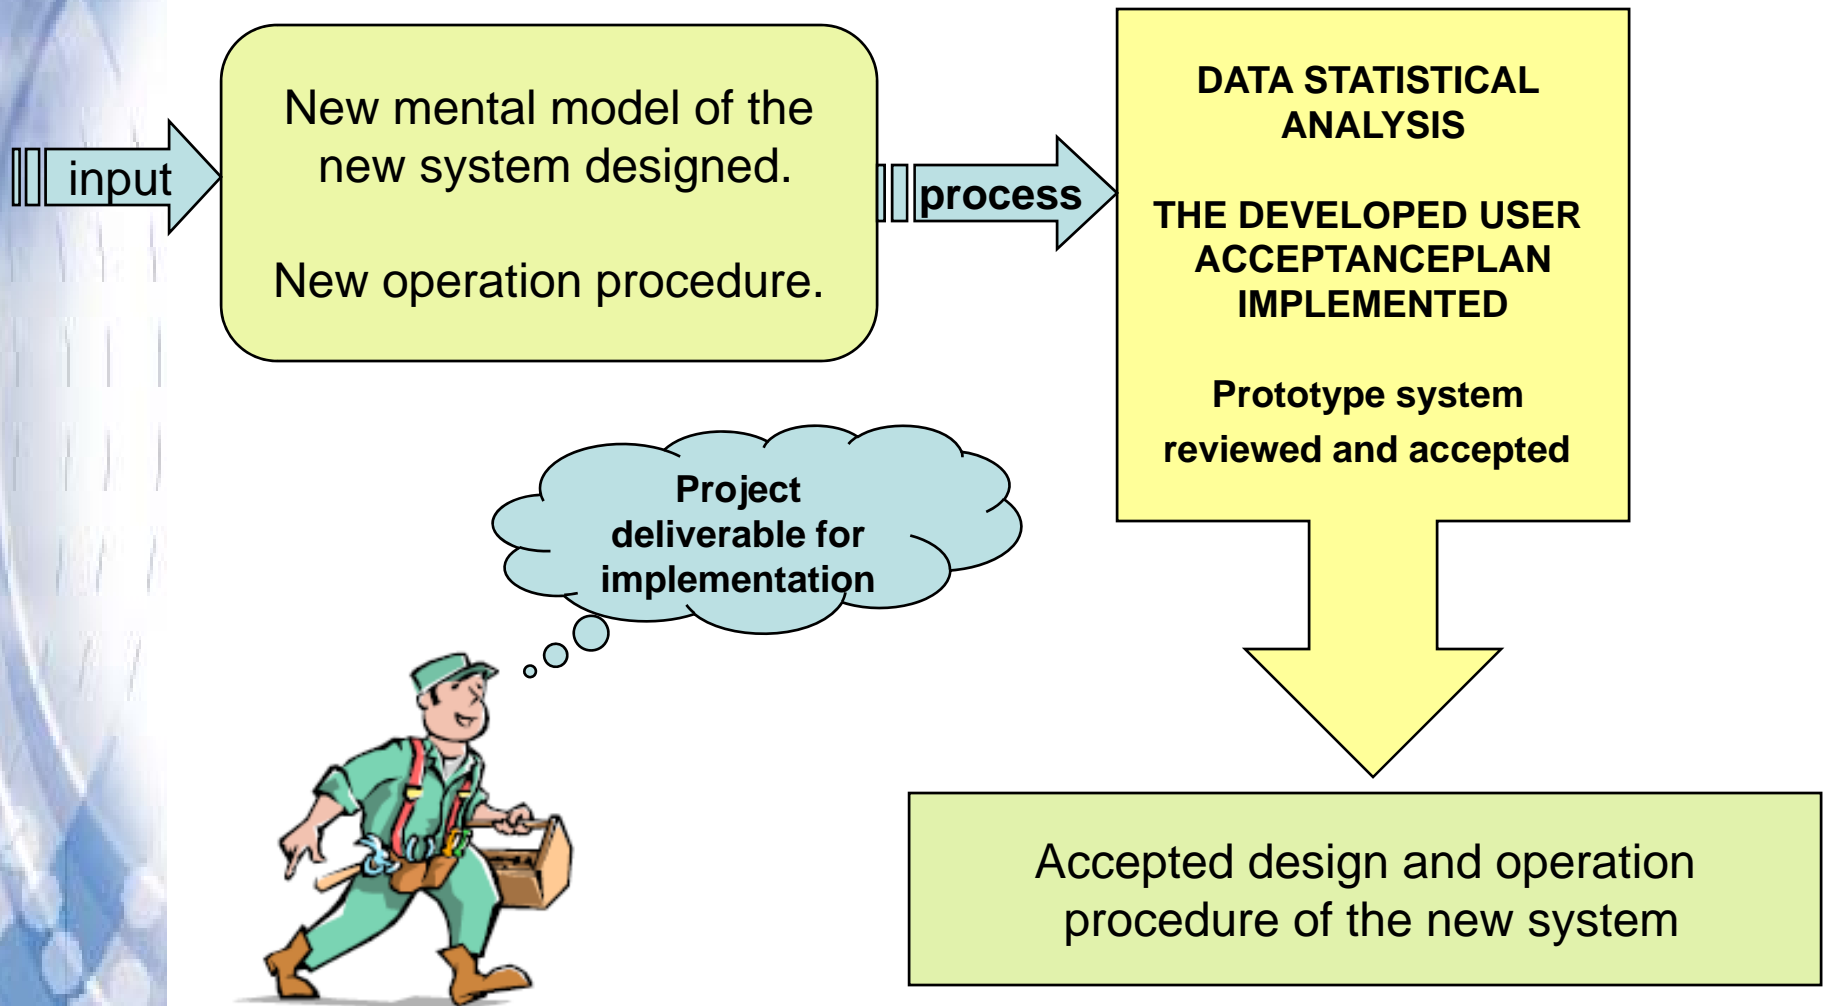 input
New mental model of the
new system designed.
New operation procedure.
process
DATA STATISTICAL
ANALYSIS
THE DEVELOPED USER
ACCEPTANCEPLAN
IMPLEMENTED
Prototype system
reviewed and accepted
Project
deliverable for
implementation
Accepted design and operation
procedure of the new system